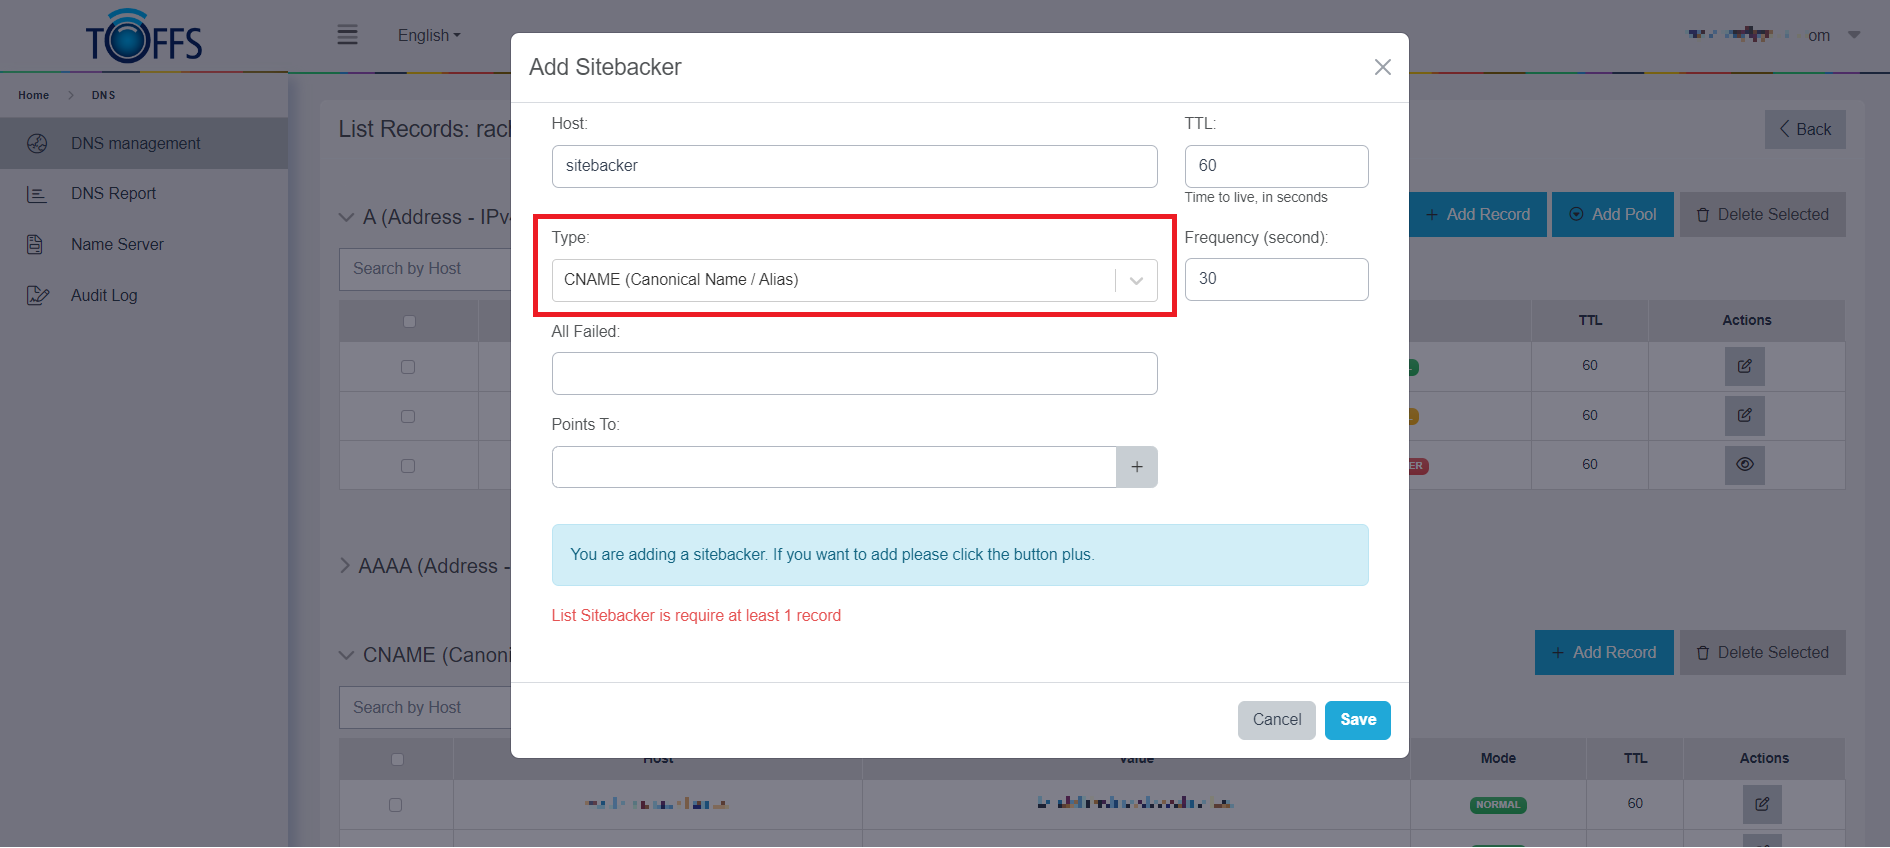 TOFFS
English
om
Home > DNS
DNS management
DNS Report
Name Server
Audit Log
List Records: rac
Back
A (Address - IPv
Add Record
Add Pool
Delete Selected
Search by Host
TTL
Actions
60
60
ER
60
AAAA (Address -
CNAME (Canoni
Add Record
Delete Selected
Search by Host
Host
Value
Mode
TTL
Actions
NORMAL
60
Add Sitebacker
Host:
TTL:
sitebacker
60
Time to live, in seconds
Type:
Frequency (second):
CNAME (Canonical Name / Alias)
30
All Failed:
Points To:
+
You are adding a sitebacker. If you want to add please click the button plus.
List Sitebacker is require at least 1 record
Cancel
Save